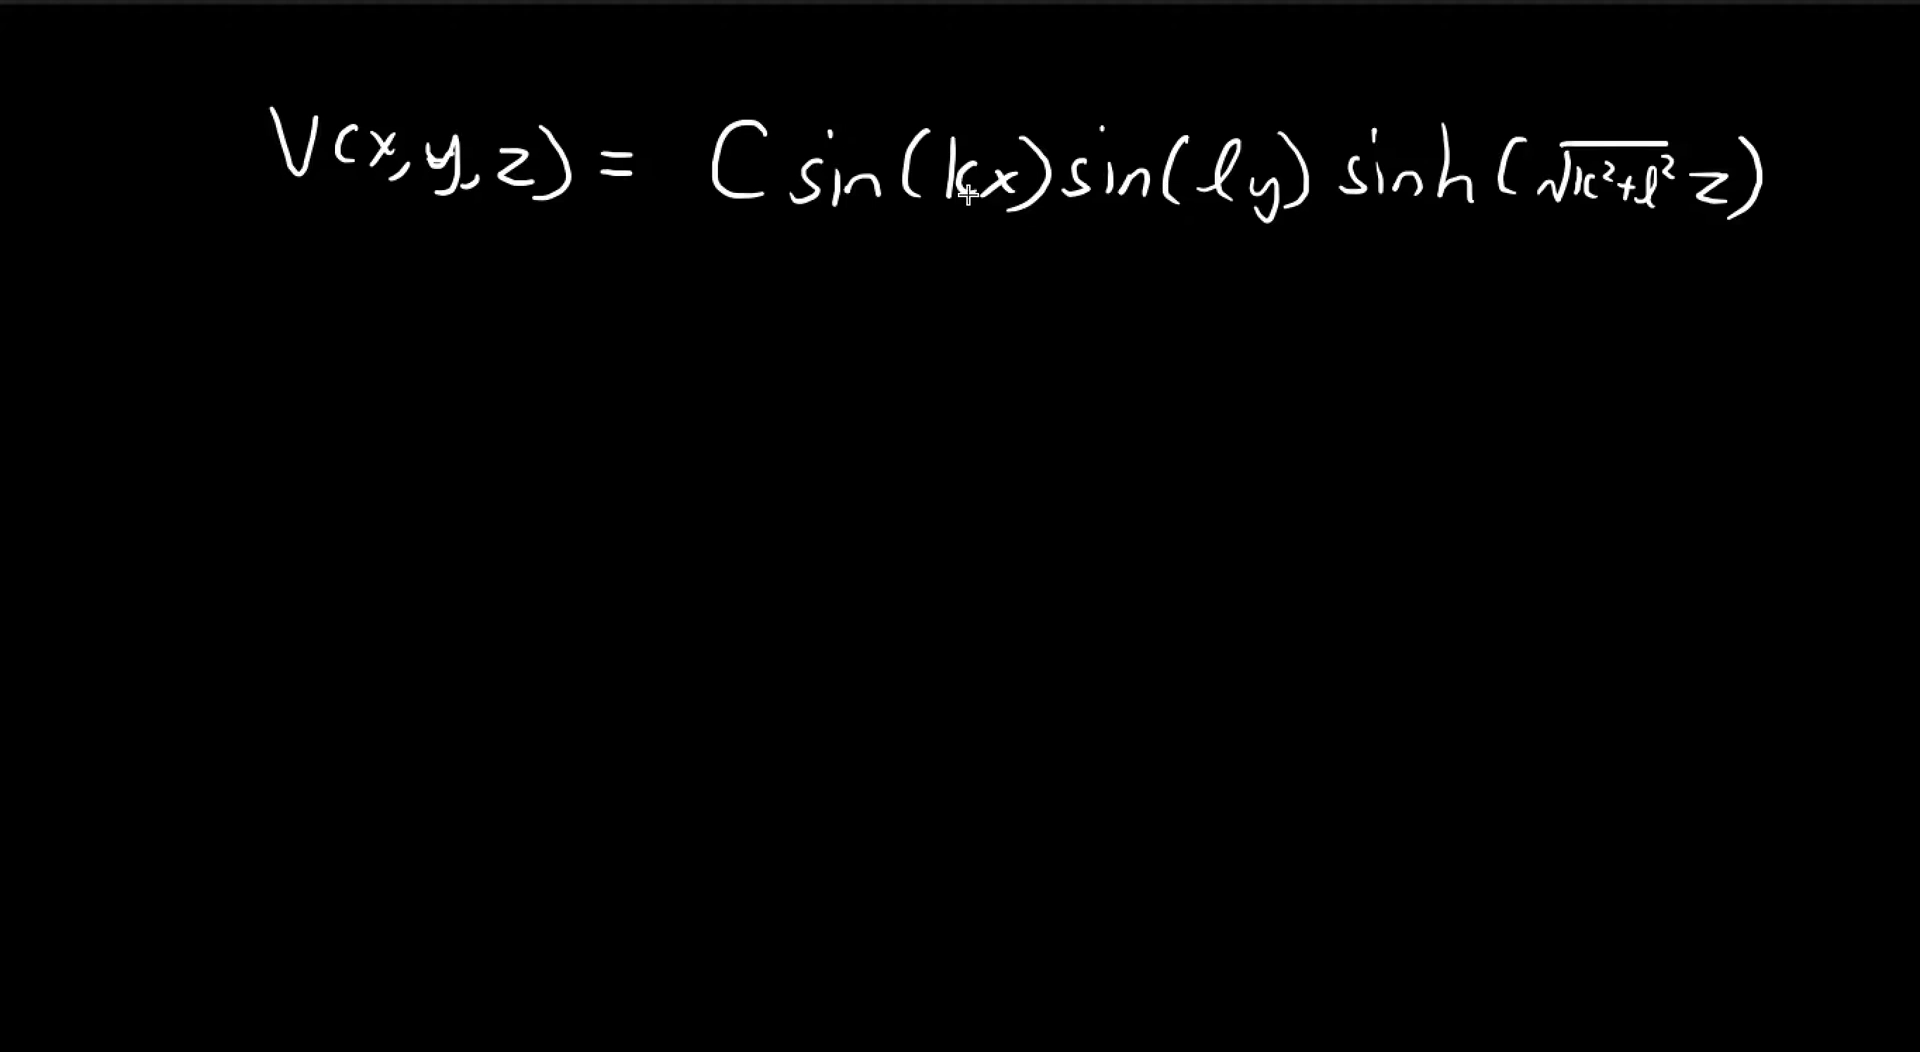 V(x,y,z) = C sin(kx) sin(ly) sinh(√(k²+l²) z)